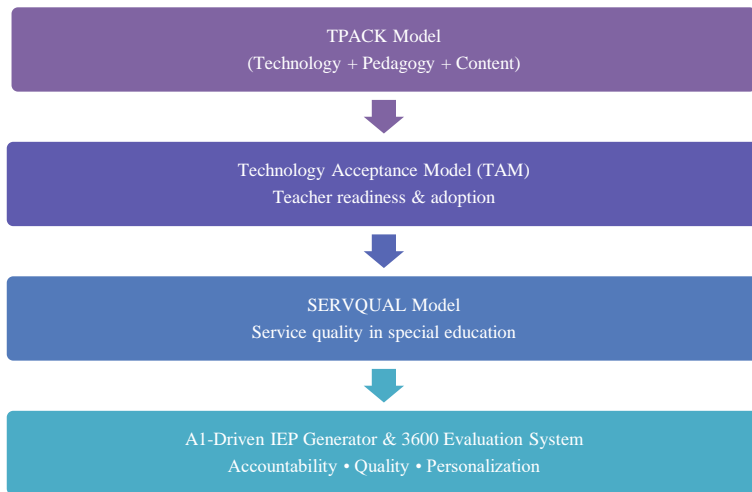 TPACK Model
(Technology + Pedagogy + Content)
Technology Acceptance Model (TAM)
Teacher readiness & adoption
SERVQUAL Model
Service quality in special education
A1-Driven IEP Generator & 3600 Evaluation System
Accountability • Quality • Personalization